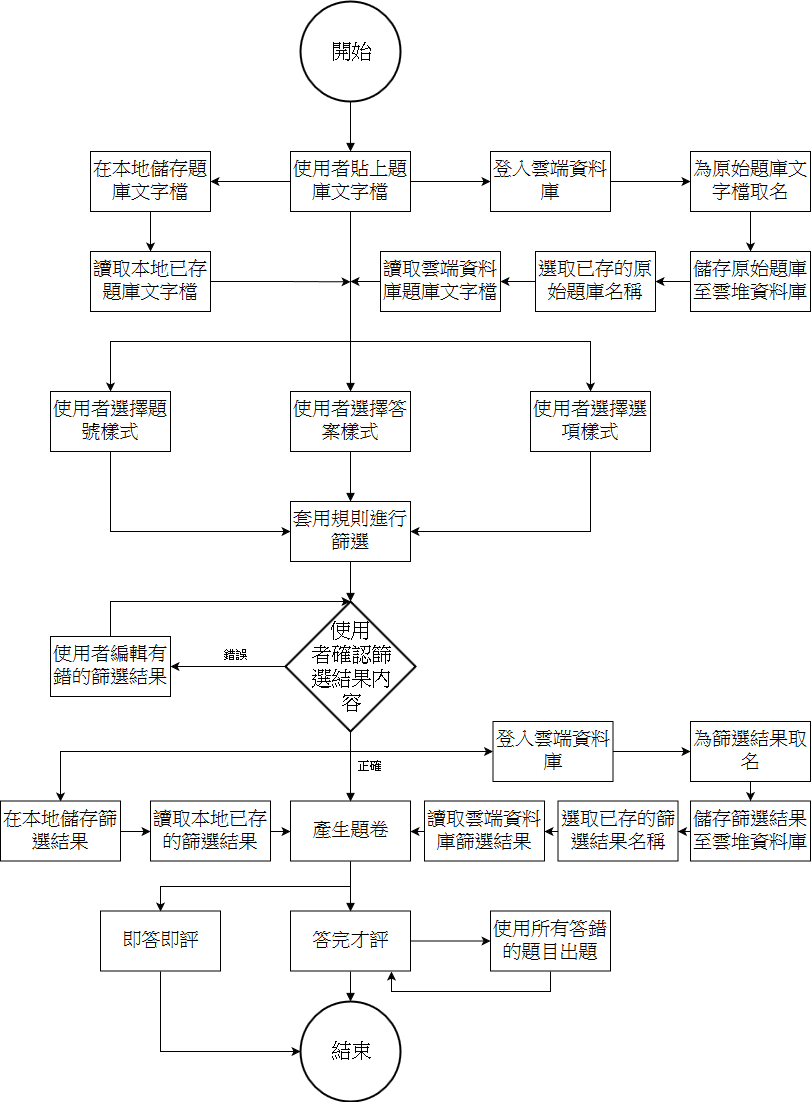 開始
在本地儲存題
庫文字檔
使用者貼上題
庫文字檔
登入雲端資料
庫
為原始題庫文
字檔取名
讀取本地已存
題庫文字檔
讀取雲端資料
庫題庫文字檔
選取已存的原
始題庫名稱
儲存原始題庫
至雲堆資料庫
使用者選擇題
號樣式
使用者選擇答
案樣式
使用者選擇選
項樣式
套用規則進行
篩選
使用
者確認篩
選結果內
容
錯誤
使用者編輯有
錯的篩選結果
正確
登入雲端資料
庫
為篩選結果取
名
在本地儲存篩
選結果
讀取本地已存
的篩選結果
產生題卷
讀取雲端資料
庫篩選結果
選取已存的篩
選結果名稱
儲存篩選結果
至雲堆資料庫
即答即評
答完才評
使用所有答錯
的題目出題
結束